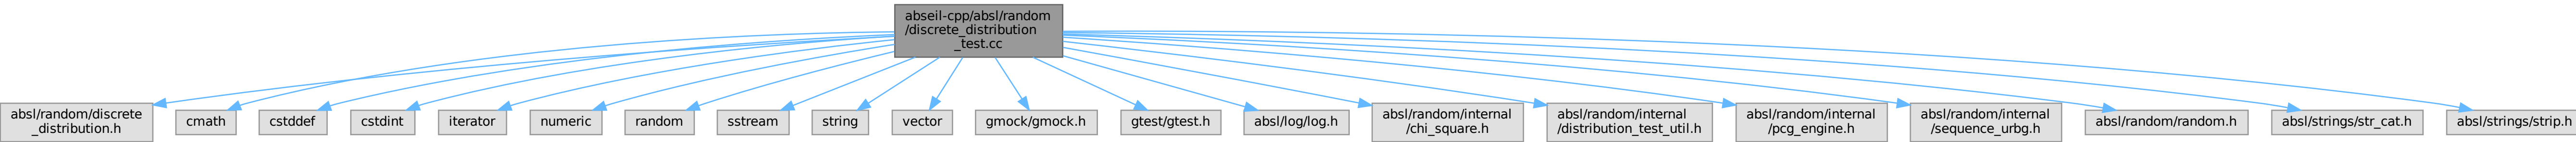 abseil-cpp/absl/random
/discrete_distribution
_test.cc
absl/random/discrete
_distribution.h
cmath
cstddef
cstdint
iterator
numeric
random
sstream
string
vector
gmock/gmock.h
gtest/gtest.h
absl/log/log.h
absl/random/internal
/chi_square.h
absl/random/internal
/distribution_test_util.h
absl/random/internal
/pcg_engine.h
absl/random/internal
/sequence_urbg.h
absl/random/random.h
absl/strings/str_cat.h
absl/strings/strip.h